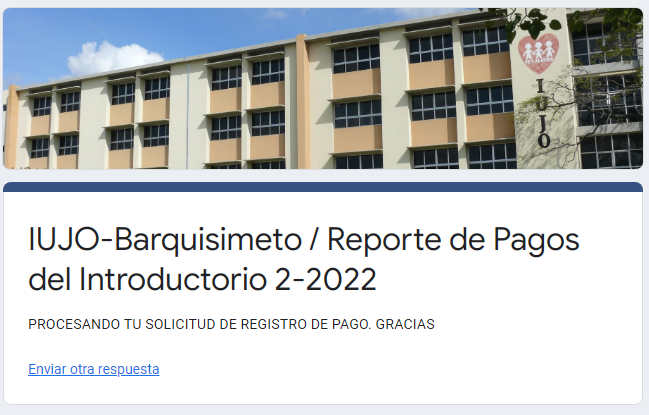 IUJO
IUJO-Barquisimeto / Reporte de Pagos
del Introductorio 2-2022
PROCESANDO TU SOLICITUD DE REGISTRO DE PAGO. GRACIAS
Enviar otra respuesta